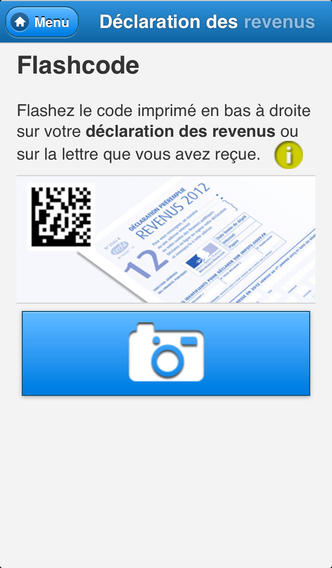 Menu
Déclaration des revenus
Flashcode
Flashez le code imprimé en bas à droite
sur votre déclaration des revenus ou
sur la lettre que vous avez reçue.
i
DÉCLARATION PRÉREMPLIE
REVENUS 2012
12